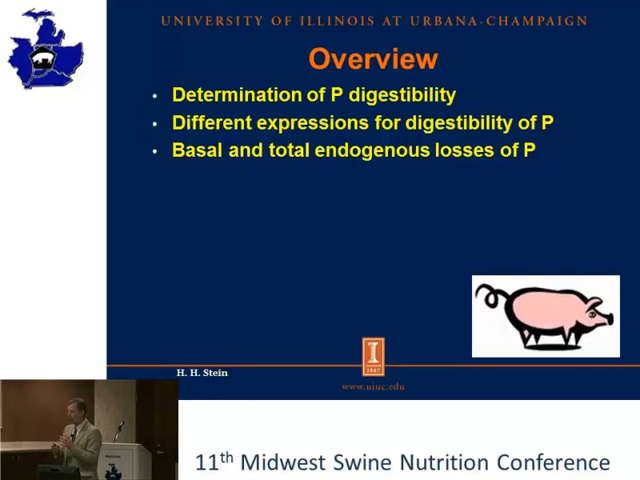 UNIVERSITY OF ILLINOIS AT URBANA-CHAMPAIGN
Overview
• Determination of P digestibility
• Different expressions for digestibility of P
• Basal and total endogenous losses of P
I
1867
H. H. Stein
www.uiuc.edu
11th Midwest Swine Nutrition Conference